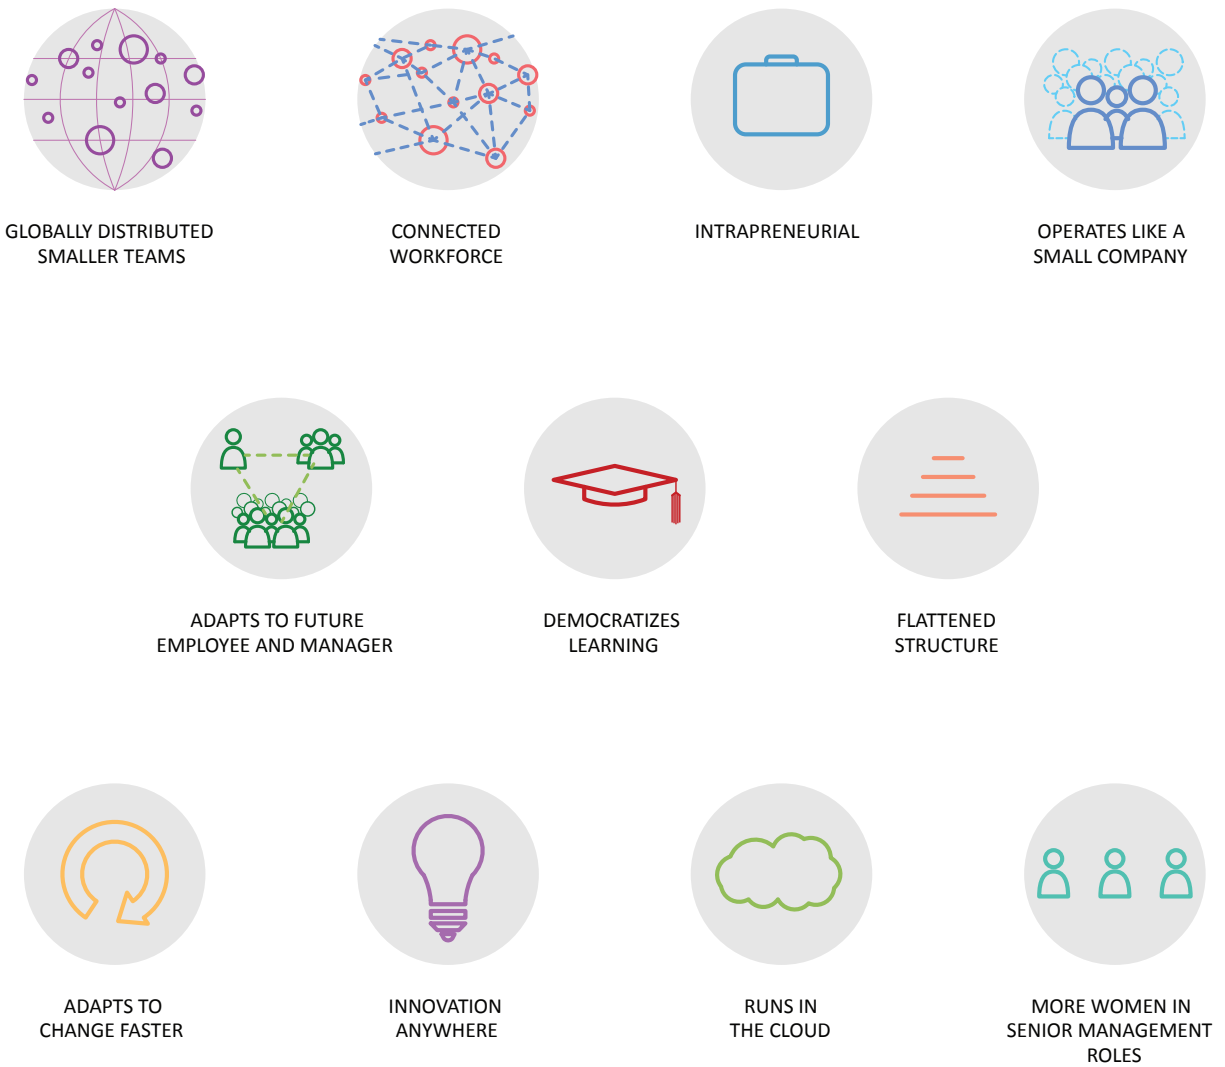 GLOBALLY DISTRIBUTED
SMALLER TEAMS
CONNECTED
WORKFORCE
INTRAPRENEURIAL
OPERATES LIKE A
SMALL COMPANY
ADAPTS TO FUTURE
EMPLOYEE AND MANAGER
DEMOCRATIZES
LEARNING
FLATTENED
STRUCTURE
ADAPTS TO
CHANGE FASTER
INNOVATION
ANYWHERE
RUNS IN
THE CLOUD
MORE WOMEN IN
SENIOR MANAGEMENT
ROLES